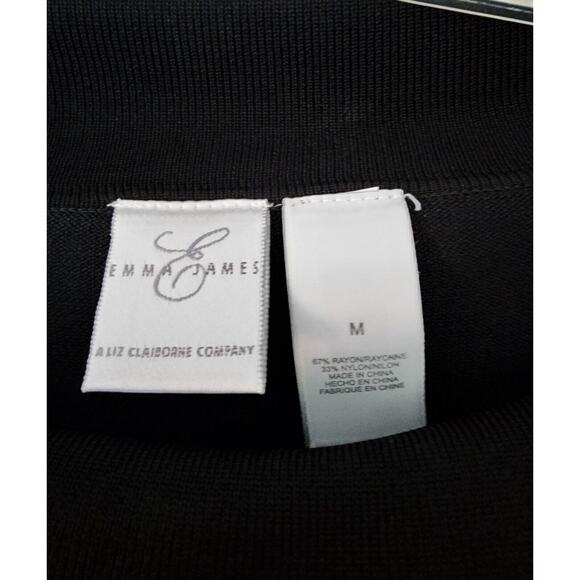 E
EMMA JAMES
A LIZ CLAIBORNE COMPANY
M
67% RAYON/RAYONNE
33% NYLON/NILON
MADE IN CHINA
HECHO EN CHINA
FABRIQUE EN CHINE